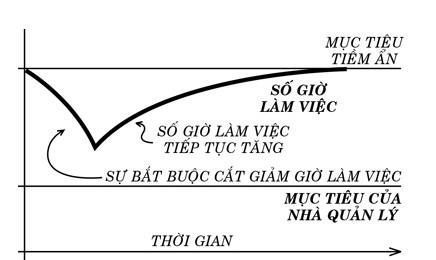 MỤC TIÊU
TIỀM ẨN
SỐ GIỜ
LÀM VIỆC
SỐ GIỜ LÀM VIỆC
TIẾP TỤC TĂNG
SỰ BẮT BUỘC CẮT GIẢM GIỜ LÀM VIỆC
MỤC TIÊU CỦA
NHÀ QUẢN LÝ
THỜI GIAN